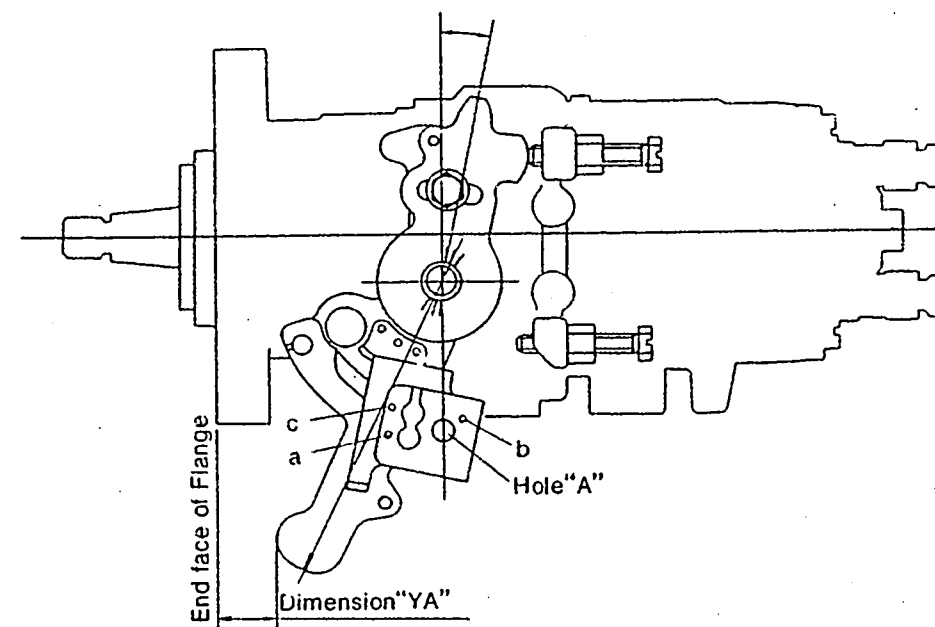 c
a
b
Hole"A"
End face of Flange
Dimension"YA"